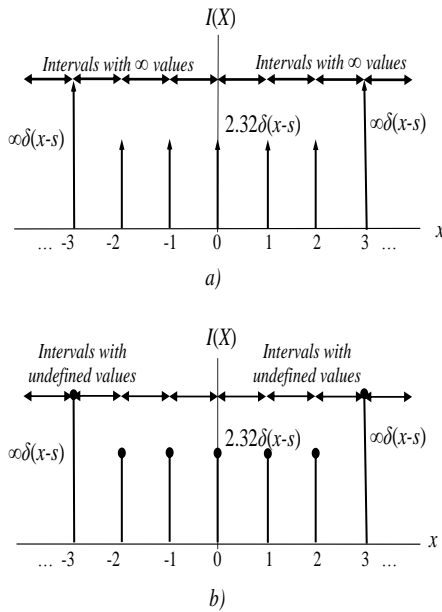 I(X)
Intervals with ∞ values Intervals with ∞ values
∞δ(x-s) 2.32δ(x-s) ∞δ(x-s)
x
... -3 -2 -1 0 1 2 3 ...
a)
I(X)
Intervals with Intervals with
undefined values undefined values
∞δ(x-s) 2.32δ(x-s) ∞δ(x-s)
x
... -3 -2 -1 0 1 2 3 ...
b)